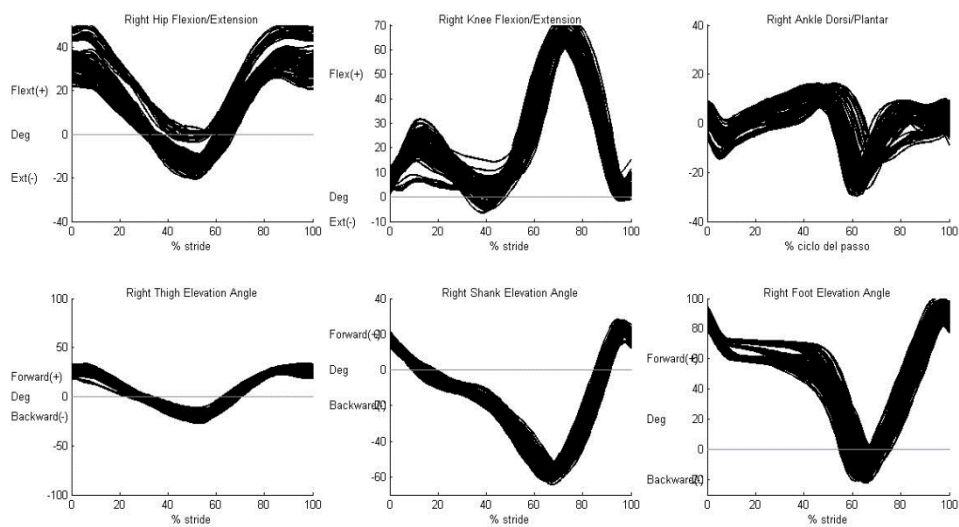 Right Hip Flexion/Extension
40
20
0
-20
-40
Flext(+)
Deg
Ext(-)
0 20 40 60 80 100
% stride
Right Knee Flexion/Extension
70
60
50
40
30
20
10
0
-10
Flex(+)
Deg
Ext(-)
0 20 40 60 80 100
% stride
Right Ankle Dorsi/Plantar
40
20
0
-20
-40
0 20 40 60 80 100
% ciclo del passo
Right Thigh Elevation Angle
100
50
0
-50
-100
Forward(+)
Deg
Backward(-)
0 20 40 60 80 100
% stride
Right Shank Elevation Angle
40
20
0
-20
-40
-60
Forward(+)
Deg
Backward(-)
0 20 40 60 80 100
% stride
Right Foot Elevation Angle
100
80
60
40
20
0
-20
Forward(+)
Deg
Backward(-)
0 20 40 60 80 100
% stride